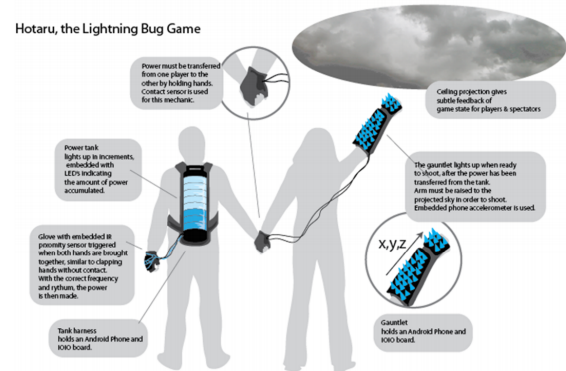 Hotaru, the Lightning Bug Game
Power must be transferred
from one player to the
other by holding hands.
Contact sensor is used
for this mechanic.
Ceiling projection gives
subtle feedback of
game state for players & spectators
Power tank
lights up in increments,
embedded with
LED's indicating
the amount of power
accumulated.
The gauntlet lights up when ready
to shoot, after the power has been
transferred from the tank.
Arm must be raised to the
projected sky in order to shoot.
Embedded phone accelerometer is used.
Glove with embedded IR
proximity sensor triggered
when both hands are brought
together, similar to clapping
hands without contact.
With the correct frequency
and rythum, the power
is then made.
x,y,z
Tank harness
holds an Android Phone and
IOIO board.
Gauntlet
holds an Android Phone and
IOIO board.